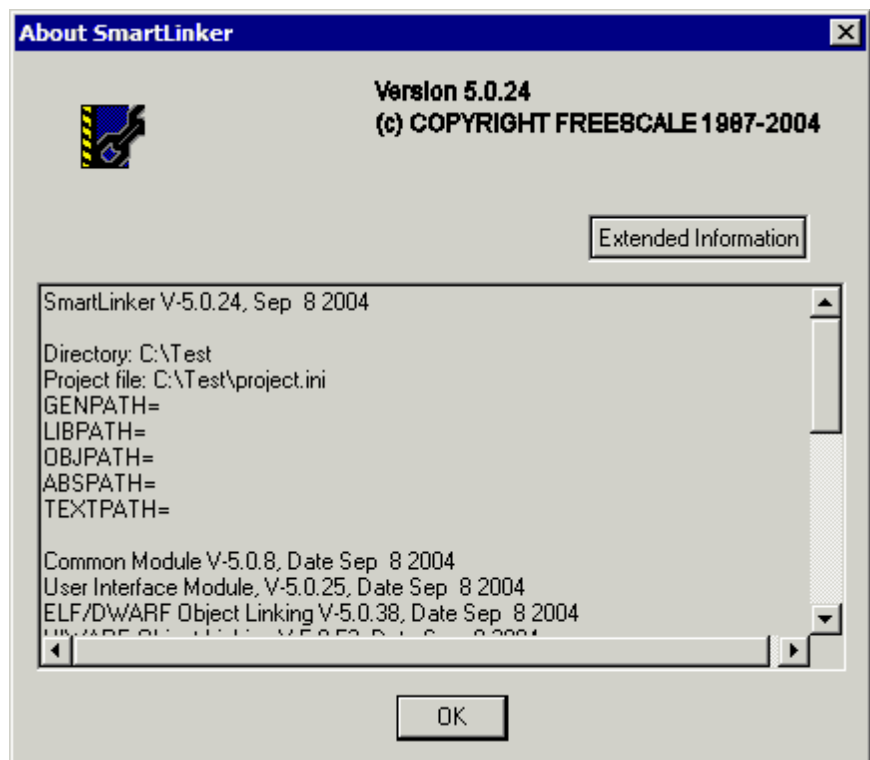 About SmartLinker
Version 5.0.24
(c) COPYRIGHT FREESCALE 1987-2004
Extended Information
SmartLinker V-5.0.24, Sep  8 2004
Directory: C:\Test
Project file: C:\Test\project.ini
GENPATH=
LIBPATH=
OBJPATH=
ABSPATH=
TEXTPATH=
Common Module V-5.0.8, Date Sep  8 2004
User Interface Module, V-5.0.25, Date Sep  8 2004
ELF/DWARF Object Linking V-5.0.38, Date Sep  8 2004
OK